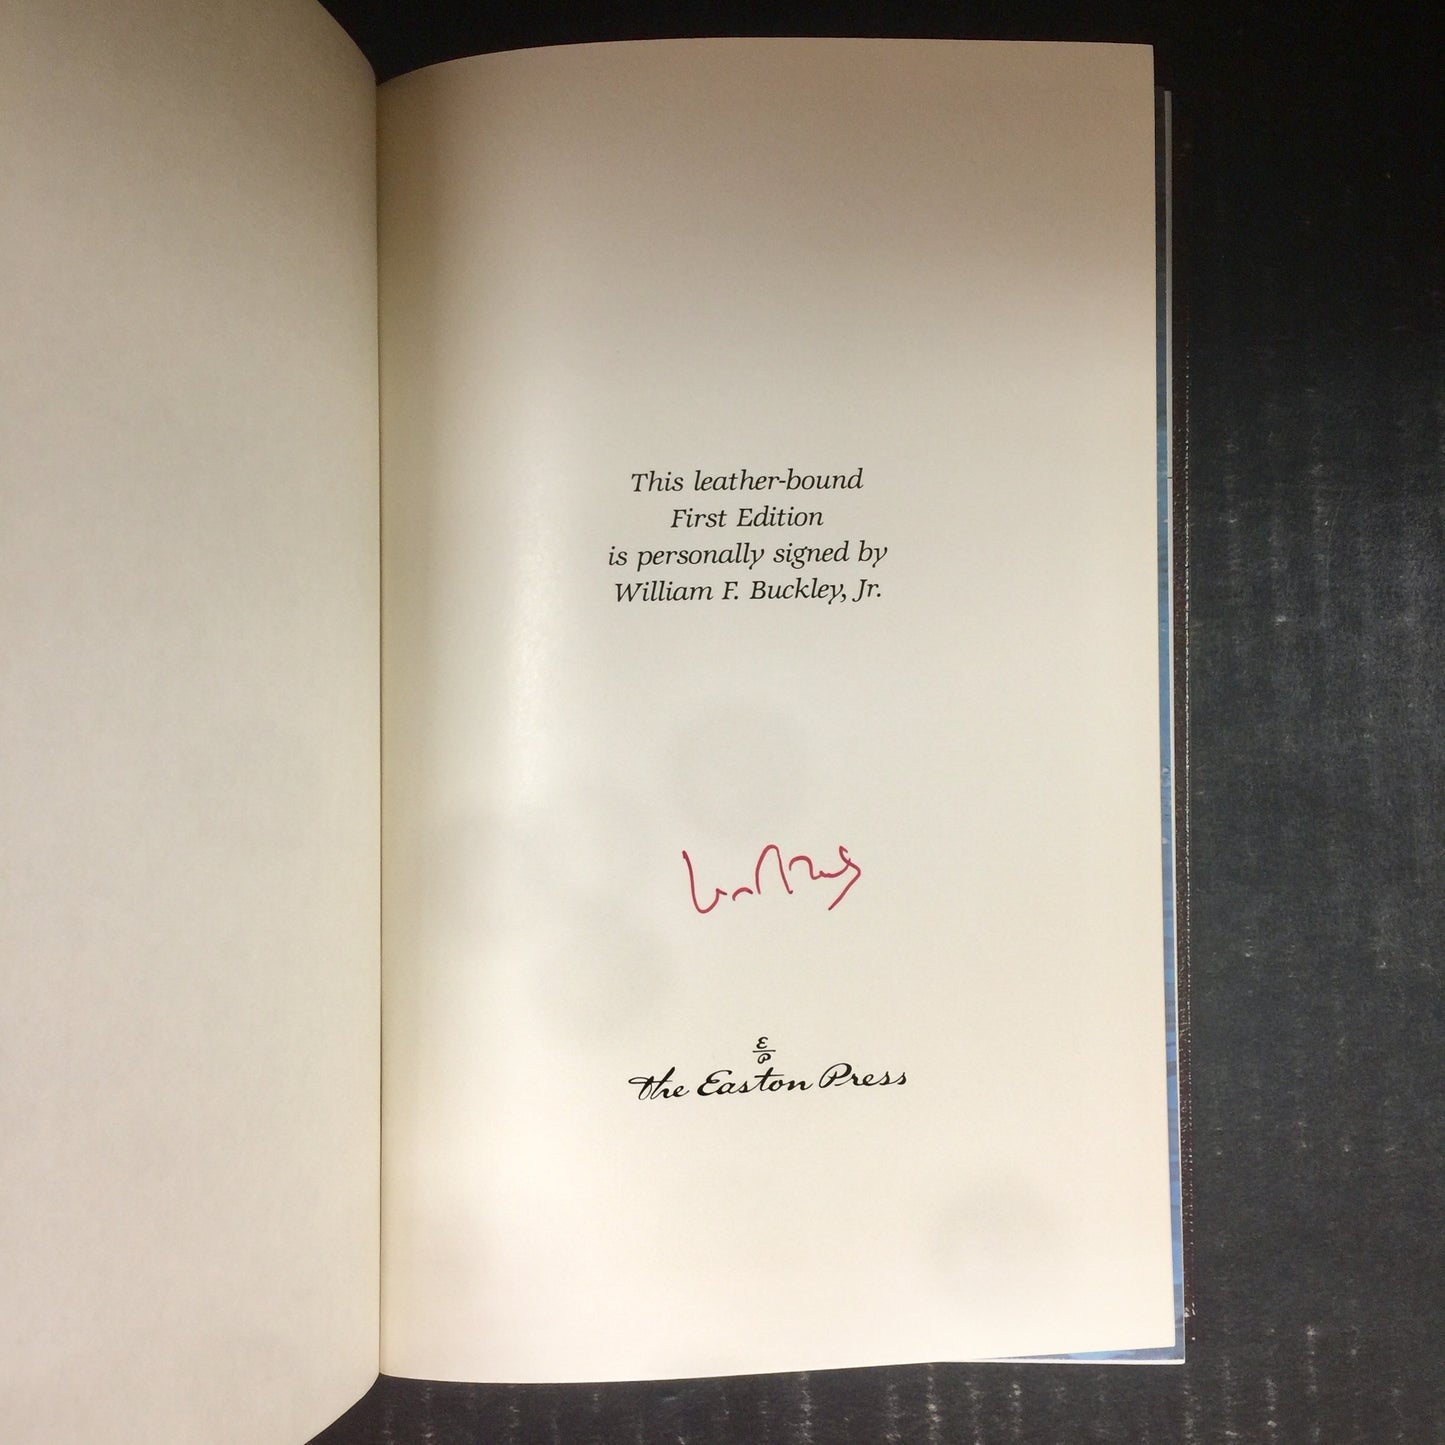 This leather-bound
First Edition
is personally signed by
William F. Buckley, Jr.
E
P
The Easton Press